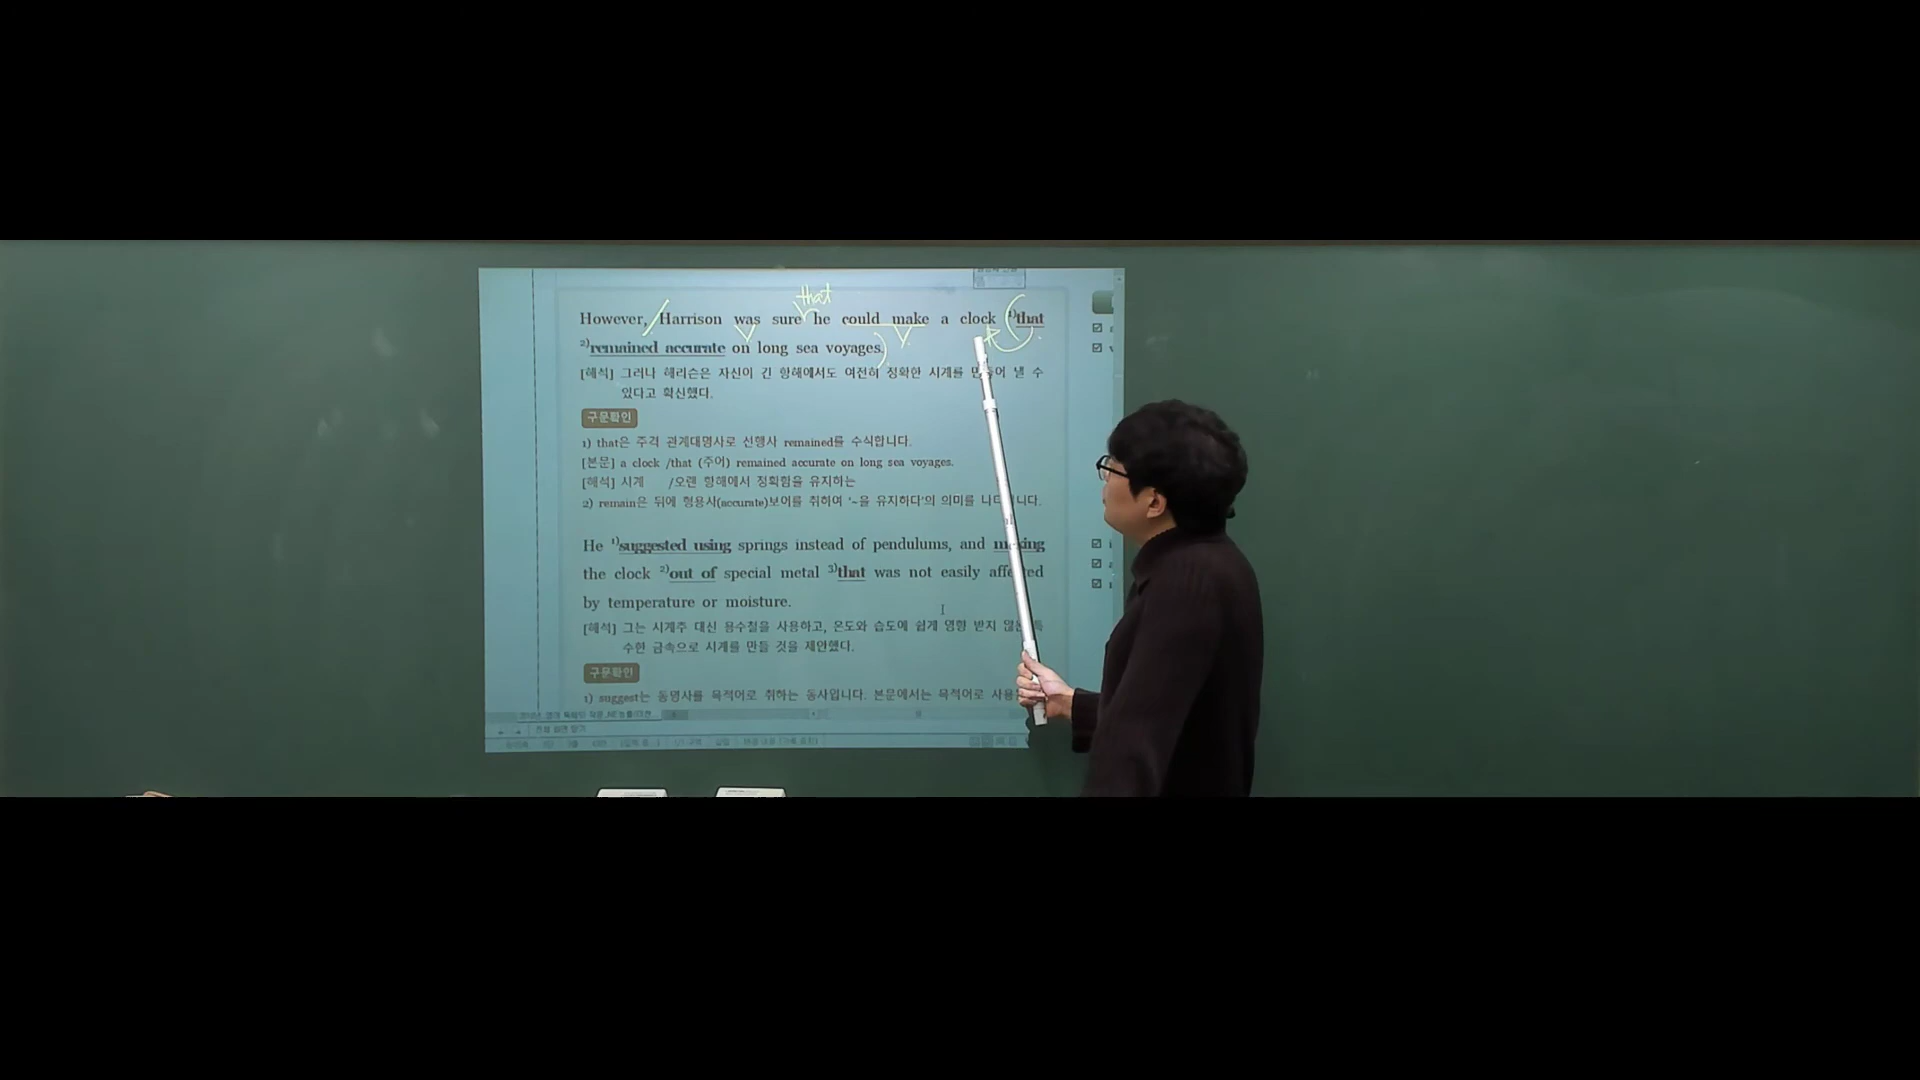 that
However, Harrison was sure he could make a clock 1)that
2)remained accurate on long sea voyages.
[해석] 그러나 해리슨은 자신이 긴 항해에서도 여전히 정확한 시계를 만들어 낼 수
있다고 확신했다.
구문확인
1) that은 주격 관계대명사로 선행사 remained를 수식합니다.
[본문] a clock /that (주어) remained accurate on long sea voyages.
[해석] 시계 /오랜 항해에서 정확함을 유지하는
2) remain은 뒤에 형용사(accurate)보어를 취하여 '~을 유지하다'의 의미를
He 1)suggested using springs instead of pendulums, and making
the clock 2)out of special metal 3)that was not easily affected
by temperature or moisture.
[해석] 그는 시계주 대신 용수철을 사용하고, 온도와 습도에 쉽게 영향 받지 않는
수한 금속으로 시계를 만들 것을 제안했다.
구문확인
1) suggest는 동명사를 목적어로 취하는 동사입니다. 본문에서는 목적어로